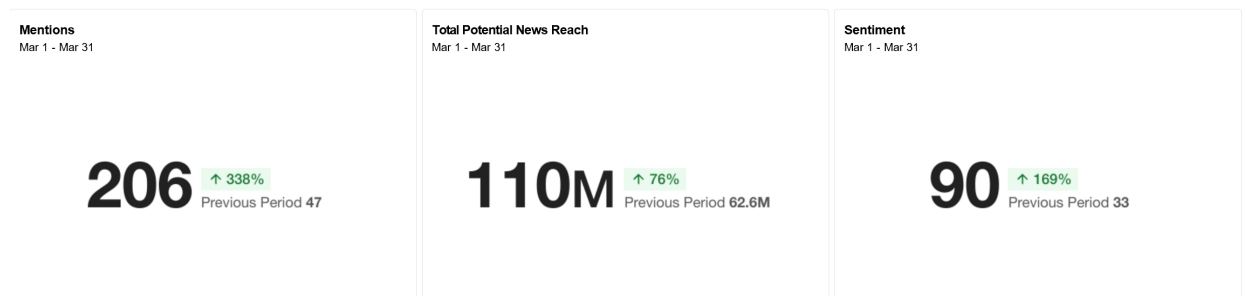 Mentions
Mar 1 - Mar 31
206
↑ 338%
Previous Period 47
Total Potential News Reach
Mar 1 - Mar 31
110M
↑ 76%
Previous Period 62.6M
Sentiment
Mar 1 - Mar 31
90
↑ 169%
Previous Period 33